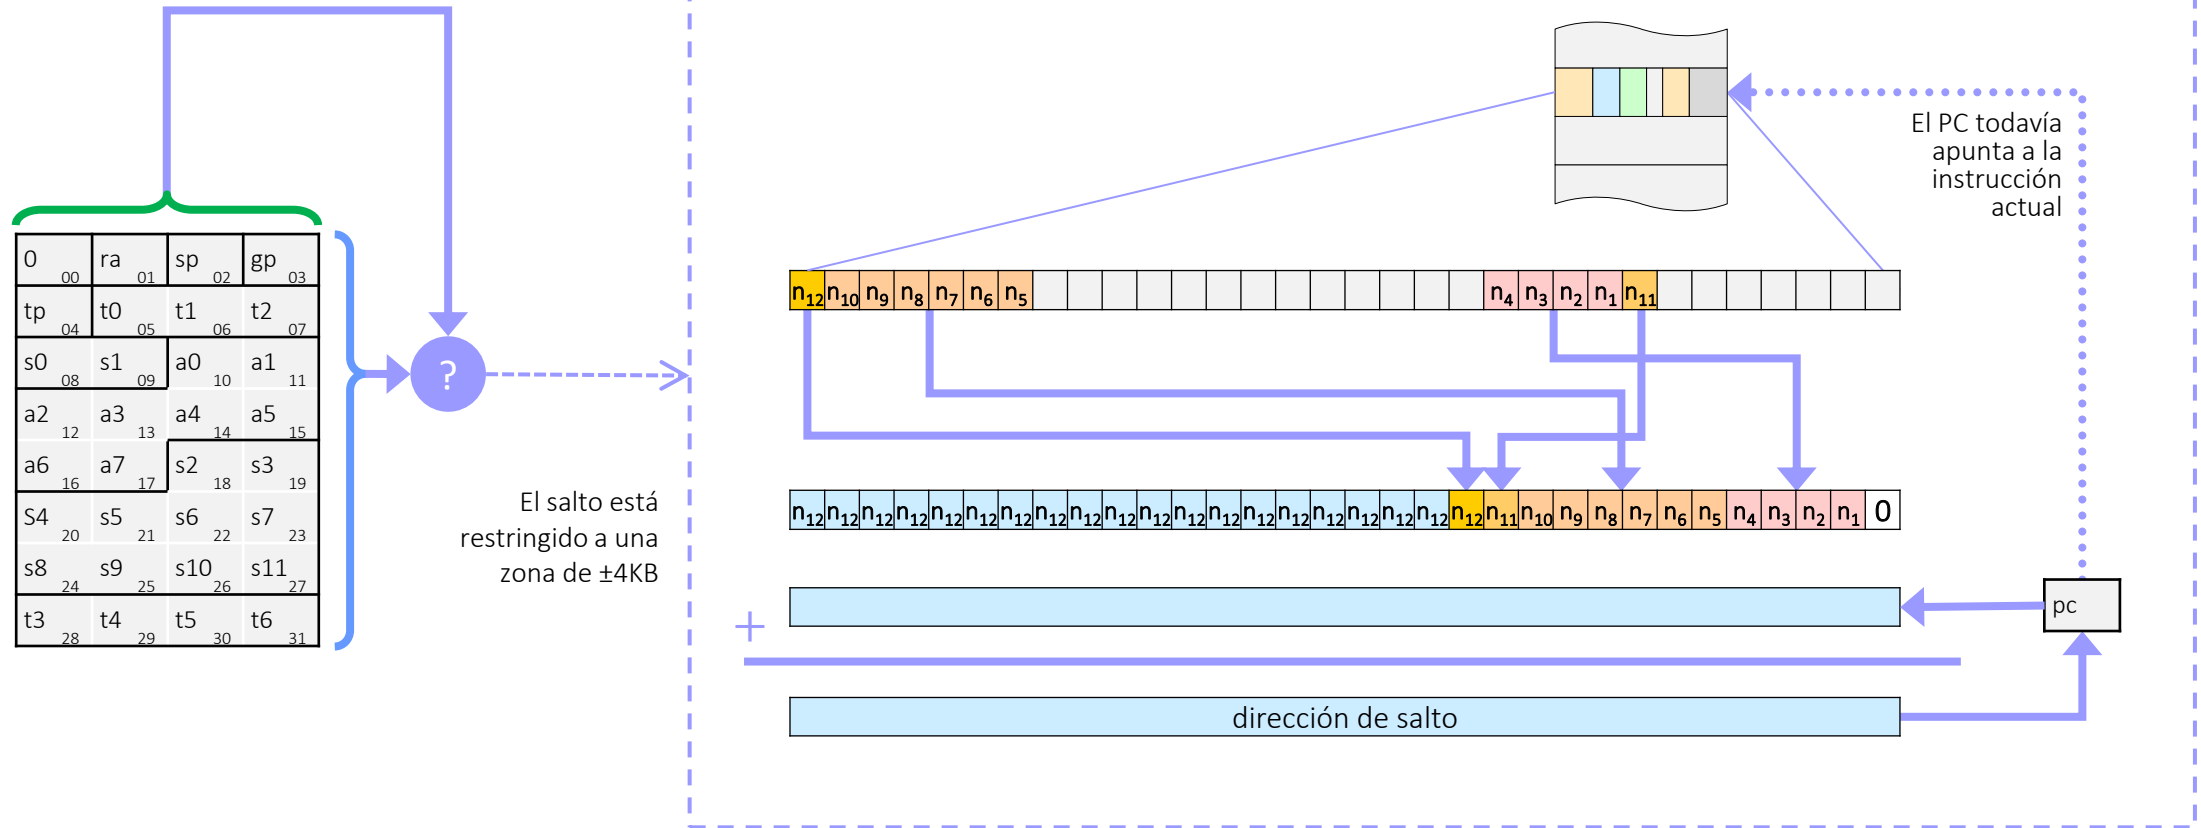 El PC todavía
apunta a la
instrucción
actual
0 00 ra 01 sp 02 gp 03
tp 04 t0 05 t1 06 t2 07
s0 08 s1 09 a0 10 a1 11
a2 12 a3 13 a4 14 a5 15
a6 16 a7 17 s2 18 s3 19
S4 20 s5 21 s6 22 s7 23
s8 24 s9 25 s10 26 s11 27
t3 28 t4 29 t5 30 t6 31
?
El salto está
restringido a una
zona de ±4KB
n12 n10 n9 n8 n7 n6 n5 n4 n3 n2 n1 n11
n12 n12 n12 n12 n12 n12 n12 n12 n12 n12 n12 n12 n12 n12 n12 n12 n12 n12 n12 n12 n11 n10 n9 n8 n7 n6 n5 n4 n3 n2 n1 0
pc
+
dirección de salto